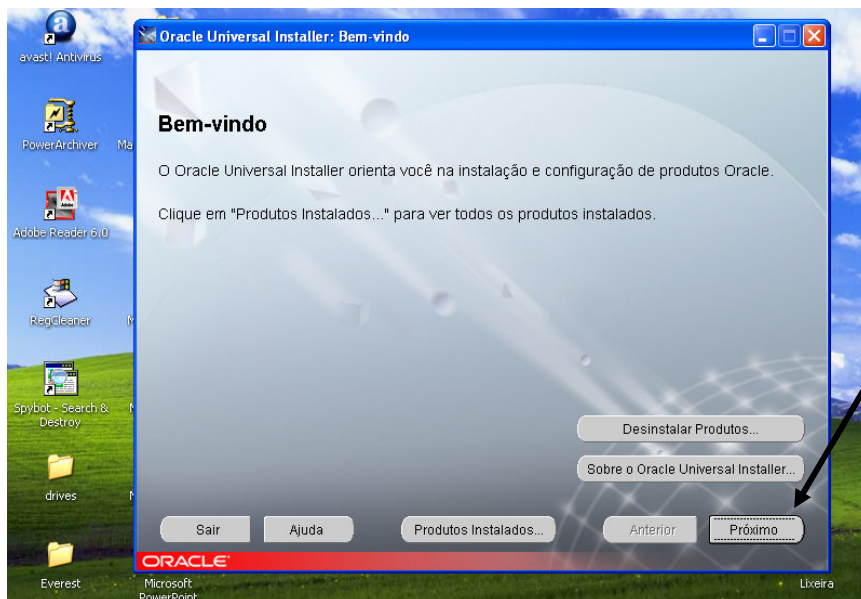 avast! Antivirus
PowerArchiver
Ma
Adobe Reader 6.0
RegCleaner
Spybot - Search &
Destroy
drives
Everest
Oracle Universal Installer: Bem-vindo
Bem-vindo
O Oracle Universal Installer orienta você na instalação e configuração de produtos Oracle.
Clique em "Produtos Instalados..." para ver todos os produtos instalados.
Desinstalar Produtos...
Sobre o Oracle Universal Installer...
Sair Ajuda Produtos Instalados... Anterior Próximo
ORACLE
Microsoft
PowerPoint
Lixeira